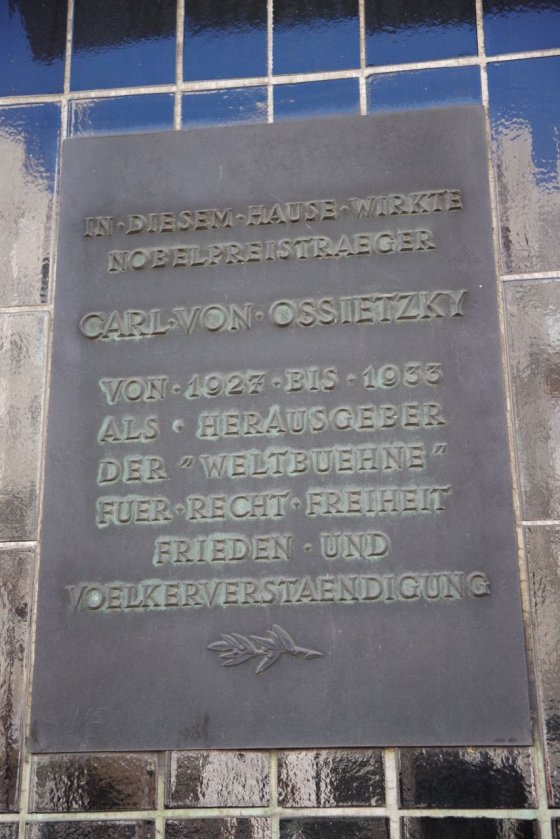 IN·DIESEM·HAUSE·WIRKTE
NOBELPREISTRAEGER
CARL·VON·OSSIETZKY
VON·1927·BIS·1933
ALS·HERAUSGEBER
DER "WELTBUEHNE"
FUER·RECHT·FREIHEIT
FRIEDEN·UND
VOELKERVERSTAENDIGUNG